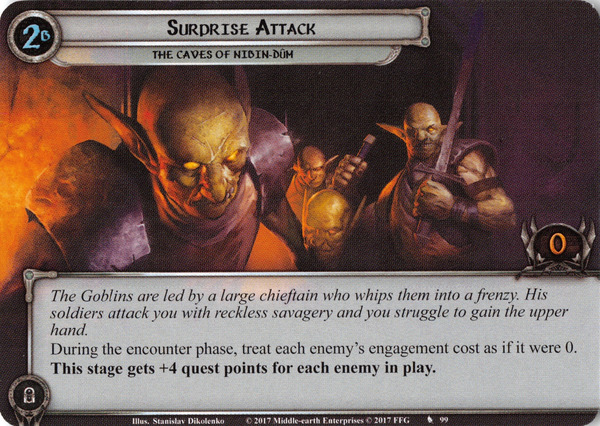 2B
SURPRISE ATTACK
THE CAVES OF NIBIN-DÛM
0
The Goblins are led by a large chieftain who whips them into a frenzy. His
soldiers attack you with reckless savagery and you struggle to gain the upper
hand.
During the encounter phase, treat each enemy’s engagement cost as if it were 0.
This stage gets +4 quest points for each enemy in play.
Illus. Stanislav Dikolenko © 2017 Middle-earth Enterprises © 2017 FFG 99